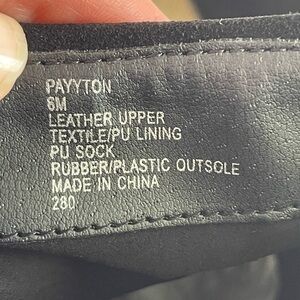 PAYYTON
6M
LEATHER UPPER
TEXTILE/PU LINING
PU SOCK
RUBBER/PLASTIC OUTSOLE
MADE IN CHINA
280